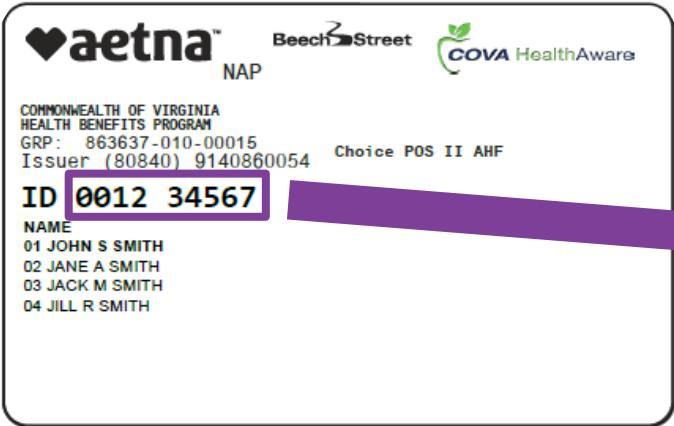 aetna™ BeechStreet COVA HealthAware
NAP
COMMONWEALTH OF VIRGINIA
HEALTH BENEFITS PROGRAM
GRP: 863637-010-00015
Issuer (80840) 9140860054 Choice POS II AHF
ID 0012 34567
NAME
01 JOHN S SMITH
02 JANE A SMITH
03 JACK M SMITH
04 JILL R SMITH